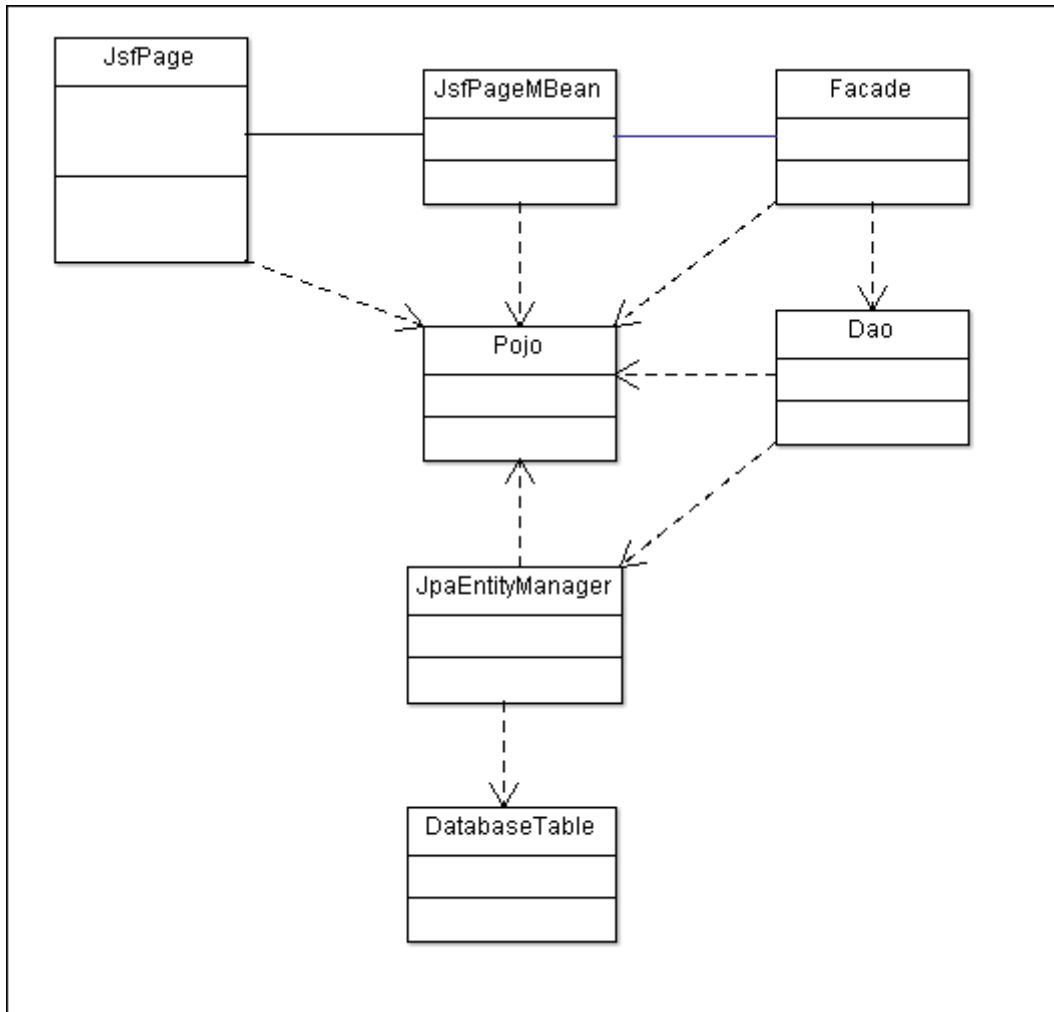 JsfPage
JsfPageMBean
Facade
Pojo
Dao
JpaEntityManager
DatabaseTable